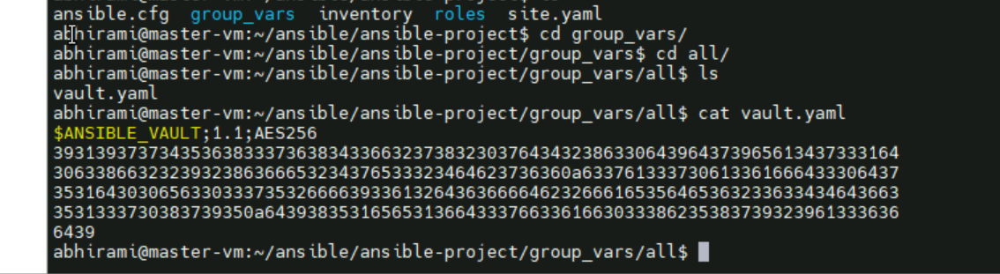 ansible.cfg group_vars inventory roles site.yaml
abhirami@master-vm:~/ansible/ansible-project$ cd group_vars/
abhirami@master-vm:~/ansible/ansible-project/group_vars$ cd all/
abhirami@master-vm:~/ansible/ansible-project/group_vars/all$ ls
vault.yaml
abhirami@master-vm:~/ansible/ansible-project/group_vars/all$ cat vault.yaml
$ANSIBLE_VAULT;1.1;AES256
39313937373435363833373638343366323738323037643432386330643964373965613437333164
3063386632323932386366653234376533323464623736360a633761333730613361666433306437
35316430306563303337353266663933613264363666646232666165356465363233633434643663
3531333730383739350a643938353165653136643337663361663033386235383739323961333636
6439
abhirami@master-vm:~/ansible/ansible-project/group_vars/all$